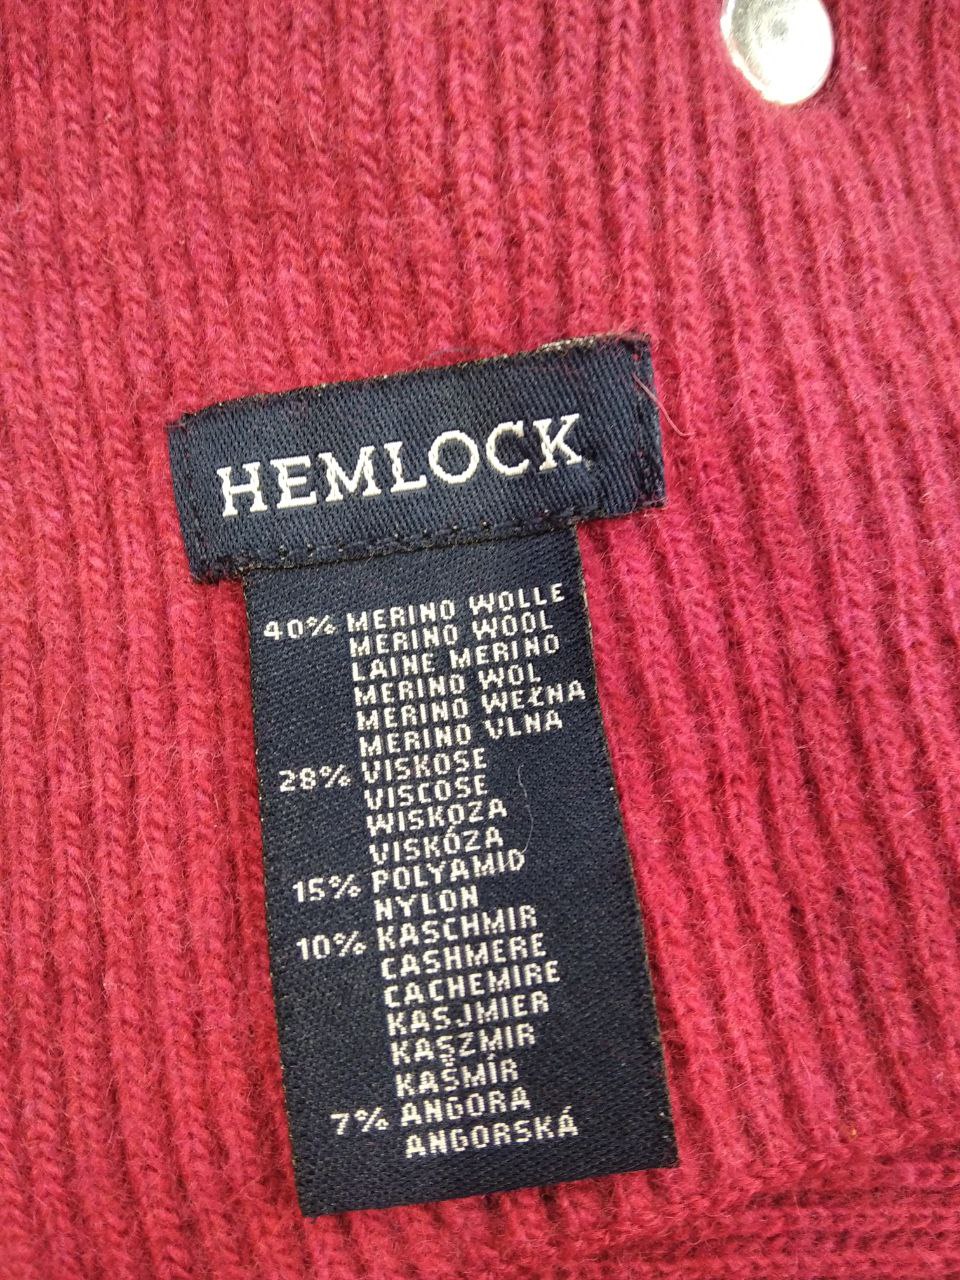 HEMLOCK
40% MERINO WOLLE
MERINO WOOL
LAINE MERINO
MERINO WOL
MERINO WEŁNA
MERINO VLNA
28% VISKOSE
VISCOSE
WISKOZA
VISKÓZA
15% POLYAMID
NYLON
10% KASCHMIR
CASHMERE
CACHEMIRE
KASJMIER
KASZMIR
KAŠMÍR
7% ANGORA
ANGORSKÁ